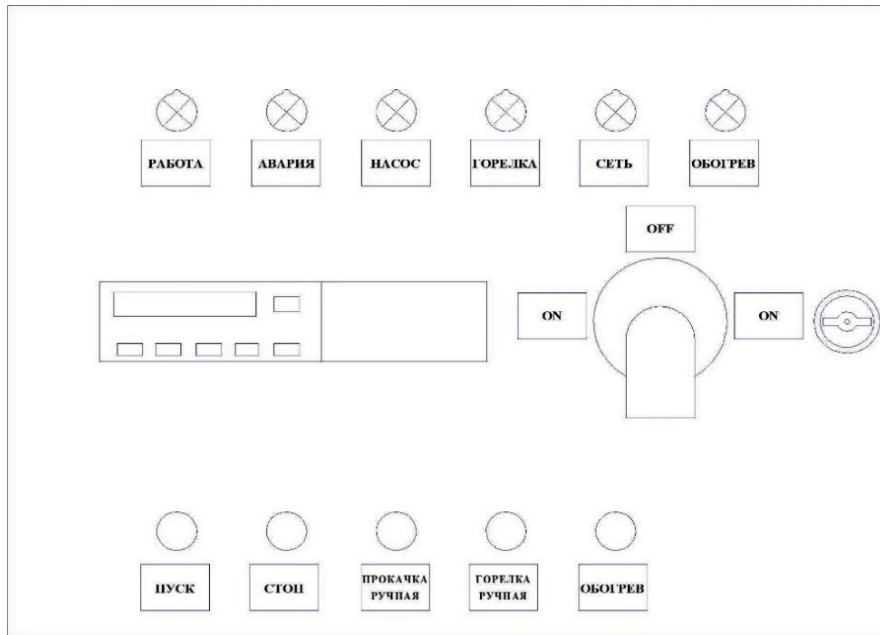 РАБОТА
АВАРИЯ
НАСОС
ГОРЕЛКА
СЕТЬ
ОБОГРЕВ
OFF
ON
ON
ПУСК
СТОП
ПРОКАЧКА
РУЧНАЯ
ГОРЕЛКА
РУЧНАЯ
ОБОГРЕВ